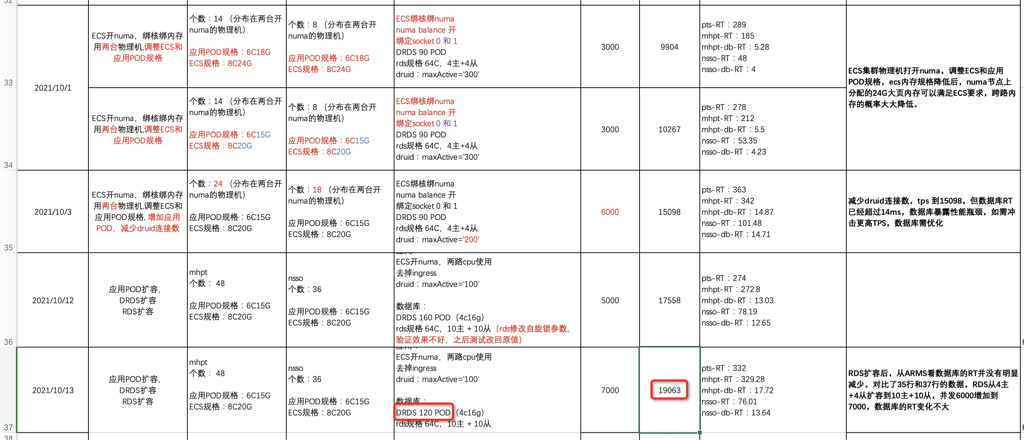 32
2021/10/1
ECS开numa，绑核绑内存
用两台物理机,调整ECS和
应用POD规格
个数：14 （分布在两台开
numa的物理机）
应用POD规格：6C18G
ECS规格：8C24G
个数：8 （分布在两台开
numa的物理机）
应用POD规格：6C18G
ECS规格：8C24G
ECS绑核绑numa
numa balance 开
绑定socket 0 和 1
DRDS 90 POD
rds规格 64C，4主+4从
druid：maxActive='300'
3000
9904
pts-RT：289
mhpt-RT：185
mhpt-db-RT：5.28
nsso-RT：48
nsso-db-RT：4
ECS集群物理机打开numa，调整ECS和应用
POD规格，ecs内存规格降低后，numa节点上
分配的24G大页内存可以满足ECS要求，跨路内
存的概率大大降低。
33
ECS开numa，绑核绑内存
用两台物理机,调整ECS和
应用POD规格
个数：14 （分布在两台开
numa的物理机）
应用POD规格：6C15G
ECS规格：8C20G
个数：8 （分布在两台开
numa的物理机）
应用POD规格：6C15G
ECS规格：8C20G
ECS绑核绑numa
numa balance 开
绑定socket 0 和 1
DRDS 90 POD
rds规格 64C，4主+4从
druid：maxActive='300'
3000
10267
pts-RT：278
mhpt-RT：212
mhpt-db-RT：5.5
nsso-RT：53.35
nsso-db-RT：4.23
34
2021/10/3
ECS开numa，绑核绑内存
用两台物理机,调整ECS和
应用POD规格, 增加应用
POD，减少druid连接数
个数：24 （分布在两台开
numa的物理机）
应用POD规格：6C15G
ECS规格：8C20G
个数：18 （分布在两台开
numa的物理机）
应用POD规格：6C15G
ECS规格：8C20G
ECS绑核绑numa
numa balance 开
绑定socket 0 和 1
DRDS 90 POD
rds规格 64C，4主+4从
druid：maxActive='200'
6000
15098
pts-RT：363
mhpt-RT：342
mhpt-db-RT：14.87
nsso-RT：101.48
nsso-db-RT：14.71
减少druid连接数，tps 到15098，但数据库RT
已经超过14ms，数据库暴露性能瓶颈，如需冲
击更高TPS，数据库需优化
35
2021/10/12
应用POD扩容，
DRDS扩容
RDS扩容
mhpt
个数： 48
应用POD规格：6C15G
ECS规格：8C20G
nsso
个数：36
应用POD规格：6C15G
ECS规格：8C20G
ECS开numa，两路cpu使用
去掉ingress
druid：maxActive='100'
数据库：
DRDS 160 POD（4c16g）
rds规格 64C，10主 + 10从（rds修改自旋锁参数，
验证效果不好，之后测试改回原值）
5000
17558
pts-RT：274
mhpt-RT：272.8
mhpt-db-RT：13.03
nsso-RT：78.19
nsso-db-RT：12.65
36
2021/10/13
应用POD扩容，
DRDS扩容
RDS扩容
mhpt
个数： 48
应用POD规格：6C15G
ECS规格：8C20G
nsso
个数：36
应用POD规格：6C15G
ECS规格：8C20G
ECS开numa，两路cpu使用
去掉ingress
druid：maxActive='100'
数据库：
DRDS 120 POD（4c16g）
rds规格 64C，10主 + 10从
7000
19063
pts-RT：332
mhpt-RT：329.28
mhpt-db-RT：17.72
nsso-RT：76.01
nsso-db-RT：13.64
RDS扩容后，从ARMS看数据库的RT并没有明显
减少。对比了35行和37行的数据，RDS从4主
+4从扩容到10主+10从，并发6000增加到
7000，数据库的RT变化不大
37